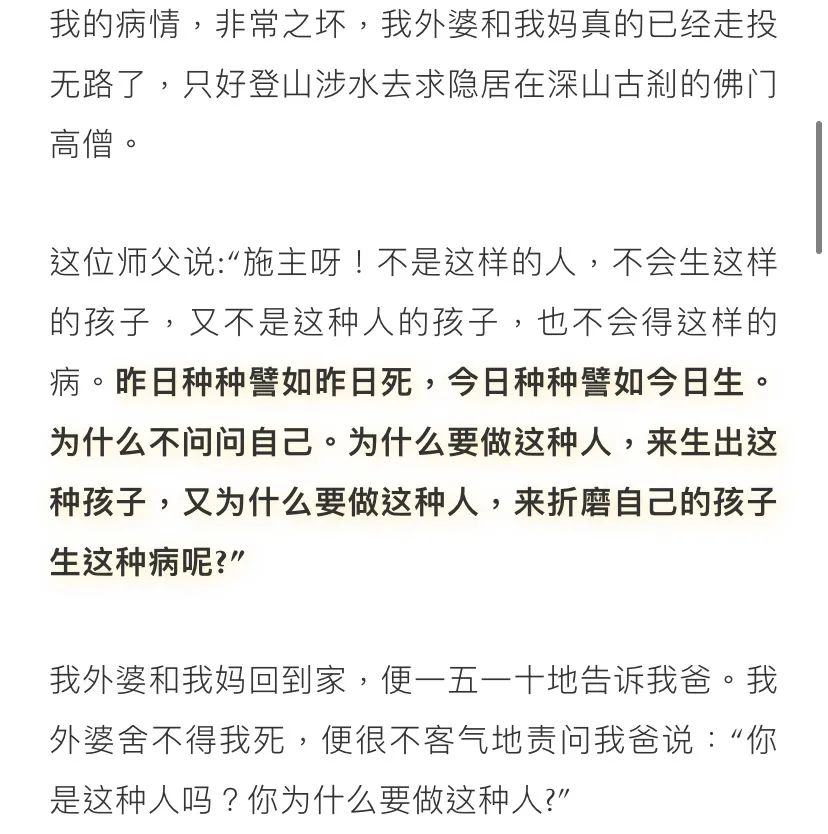 我的病情，非常之坏，我外婆和我妈真的已经走投
无路了，只好登山涉水去求隐居在深山古刹的佛门
高僧。
这位师父说:“施主呀！不是这样的人，不会生这样
的孩子，又不是这种人的孩子，也不会得这样的
病。昨日种种譬如昨日死，今日种种譬如今日生。
为什么不问问自己。为什么要做这种人，来生出这
种孩子，又为什么要做这种人，来折磨自己的孩子
生这种病呢?”
我外婆和我妈回到家，便一五一十地告诉我爸。我
外婆舍不得我死，便很不客气地责问我爸说：“你
是这种人吗？你为什么要做这种人?”